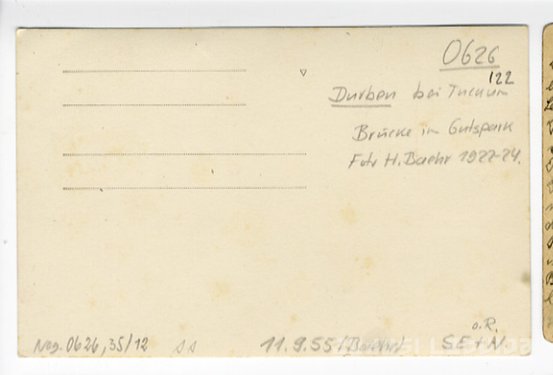 0626
122
Durben bei Tuckum
Brücke im Gutspark
Foto H. Baehr 1922-24.
o.R.
Neg. 0626, 35/12 11.9.55 (Baehr) S.E+N.